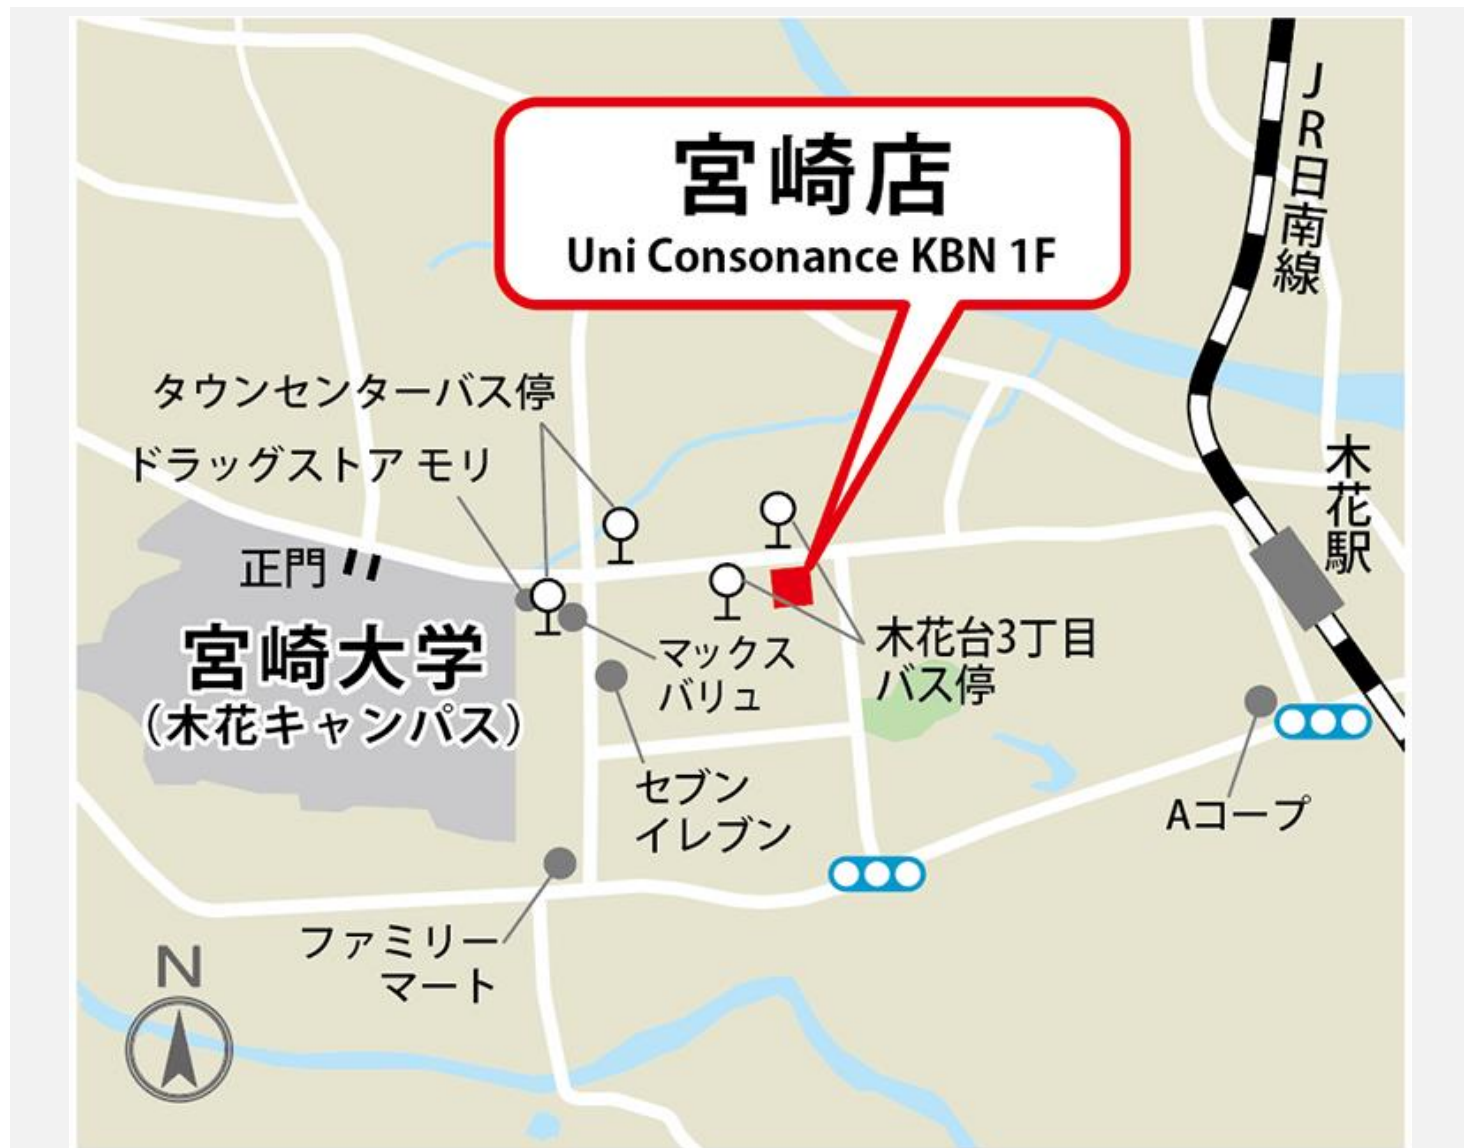 宮崎店
Uni Consonance KBN 1F
JR日南線
タウンセンターバス停
ドラッグストア モリ
木花駅
正門
宮崎大学
（木花キャンパス）
マックス
バリュ
木花台3丁目
バス停
セブン
イレブン
Aコープ
ファミリー
マート
N